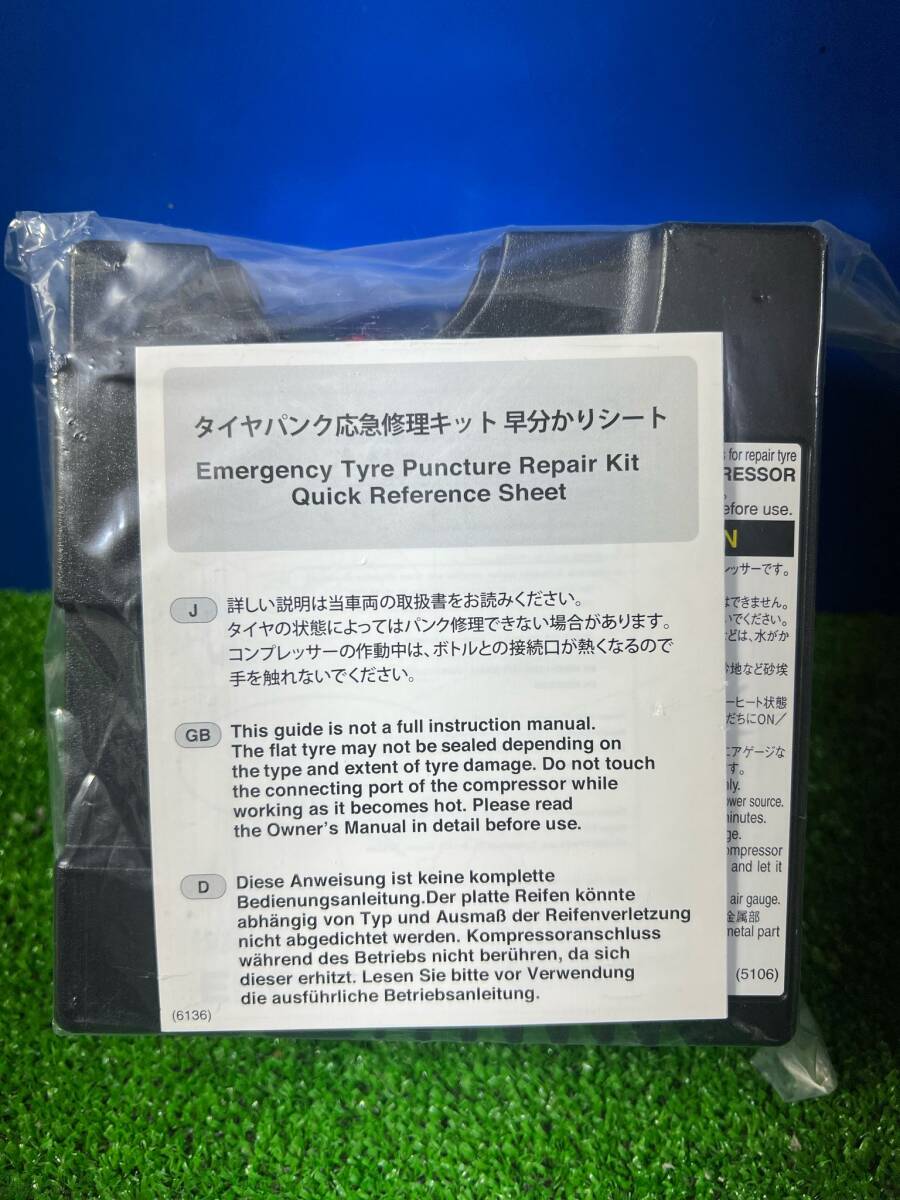 タイヤパンク応急修理キット 早分かりシート
Emergency Tyre Puncture Repair Kit
Quick Reference Sheet
J
詳しい説明は当車両の取扱書をお読みください。
タイヤの状態によってはパンク修理できない場合があります。
コンプレッサーの作動中は、ボトルとの接続口が熱くなるので
手を触れないでください。
GB
This guide is not a full instruction manual.
The flat tyre may not be sealed depending on
the type and extent of tyre damage. Do not touch
the connecting port of the compressor while
working as it becomes hot. Please read
the Owner's Manual in detail before use.
D
Diese Anweisung ist keine komplette
Bedienungsanleitung.Der platte Reifen könnte
abhängig von Typ und Ausmaß der Reifenverletzung
nicht abgedichtet werden. Kompressoranschluss
während des Betriebs nicht berühren, da sich
dieser erhitzt. Lesen Sie bitte vor Verwendung
die ausführliche Betriebsanleitung.
(6136)
for repair tyre
RESSOR
efore use.
N
ッサーです。
できません。
でください。
どは、水がか
地など砂埃
ーヒート状態
だちにON/
エアゲージな
す。
ly.
ower source.
inutes.
ge.
ompressor
and let it
air gauge.
金属部
metal part
(5106)